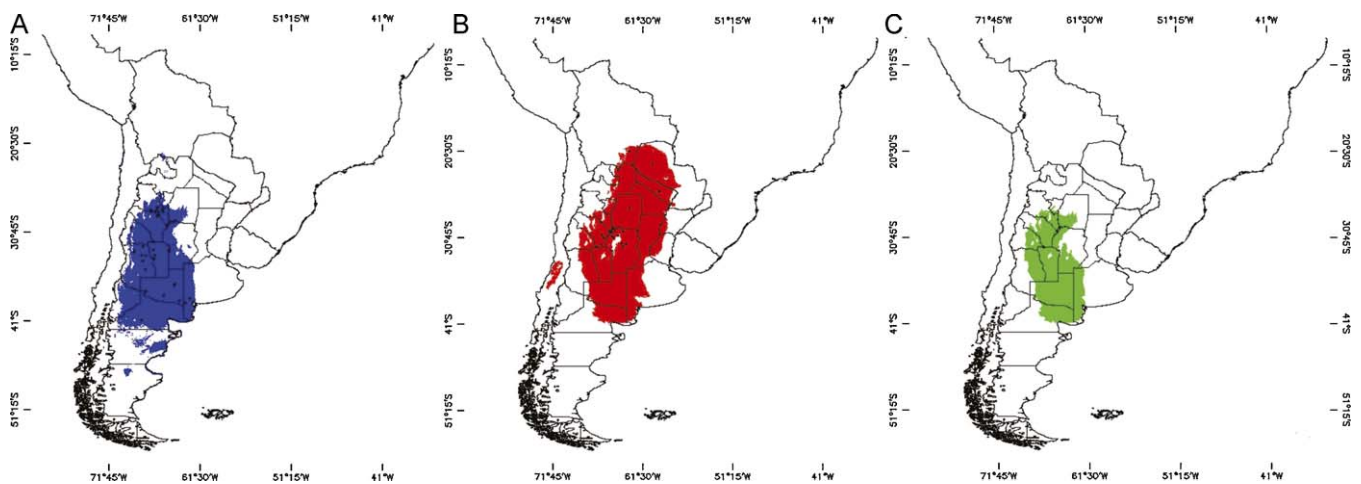 A
71°45'W 61°30'W 51°15'W 41°W
10°15'S
20°30'S
30°45'S
41°S
51°15'S
71°45'W 61°30'W 51°15'W 41°W
B
71°45'W 61°30'W 51°15'W 41°W
10°15'S
20°30'S
30°45'S
41°S
51°15'S
71°45'W 61°30'W 51°15'W 41°W
C
71°45'W 61°30'W 51°15'W 41°W
10°15'S 10°15'S
20°30'S 20°30'S
30°45'S 30°45'S
41°S 41°S
51°15'S 51°15'S
71°45'W 61°30'W 51°15'W 41°W